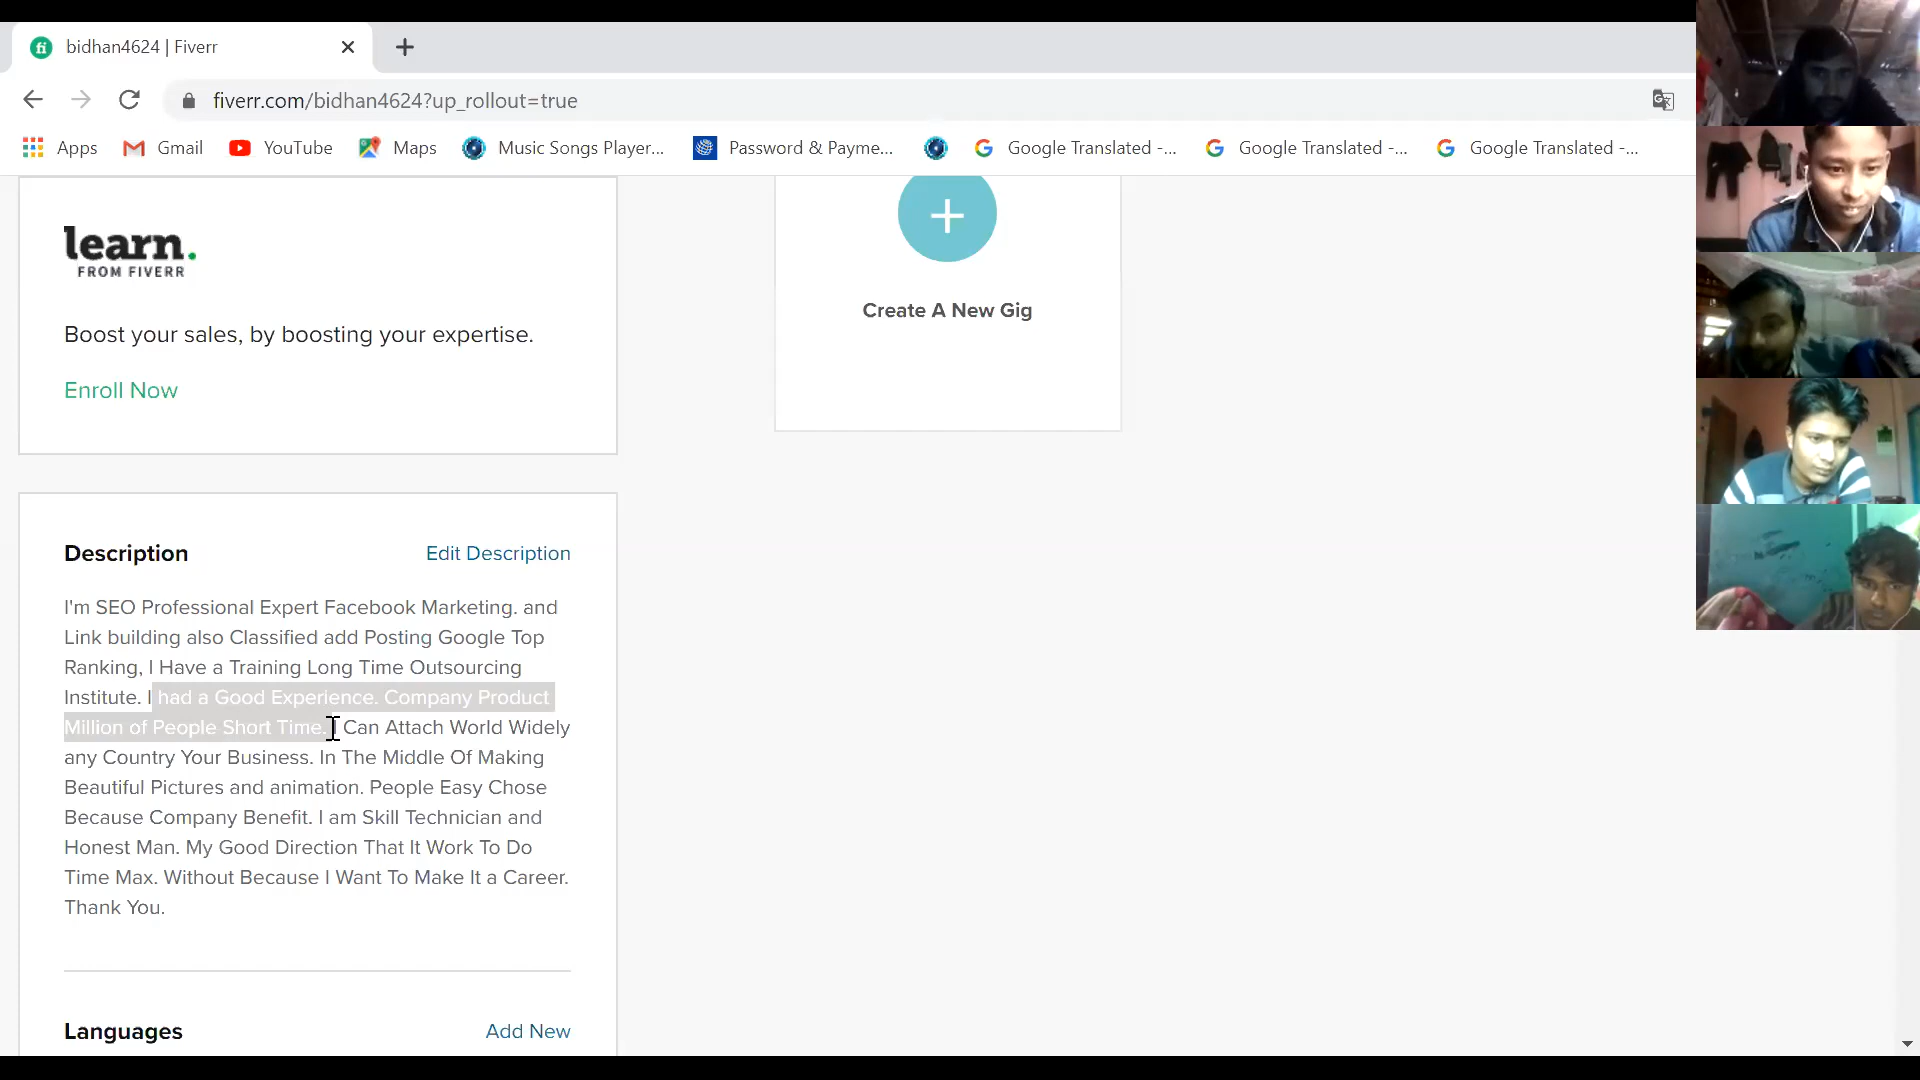 bidhan4624 | Fiverr
fiverr.com/bidhan4624?up_rollout=true
Apps Gmail YouTube Maps Music Songs Player... Password & Payme... Google Translated -... Google Translated -... Google Translated -...
learn.
FROM FIVERR
Boost your sales, by boosting your expertise.
Enroll Now
Create A New Gig
Description Edit Description
I'm SEO Professional Expert Facebook Marketing. and
Link building also Classified add Posting Google Top
Ranking, I Have a Training Long Time Outsourcing
Institute. I had a Good Experience. Company Product
Million of People Short Time. I Can Attach World Widely
any Country Your Business. In The Middle Of Making
Beautiful Pictures and animation. People Easy Chose
Because Company Benefit. I am Skill Technician and
Honest Man. My Good Direction That It Work To Do
Time Max. Without Because I Want To Make It a Career.
Thank You.
Languages Add New